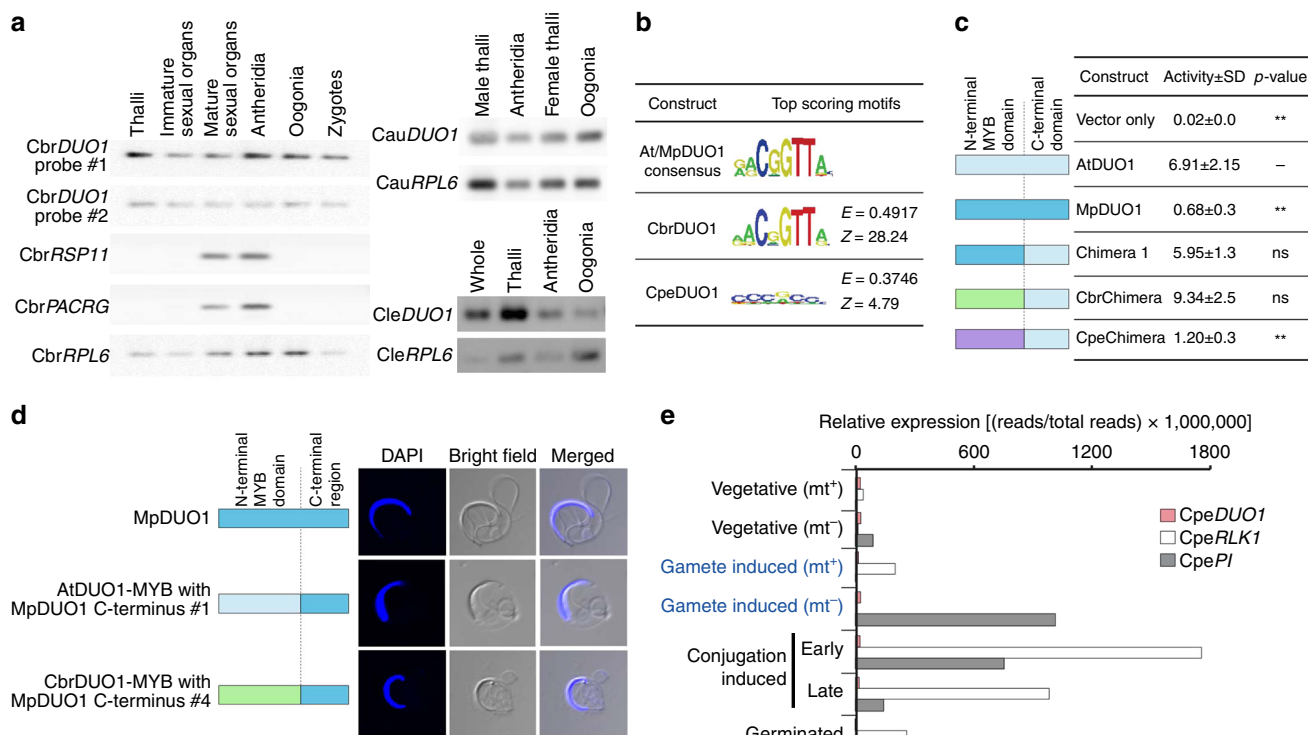 a
Thalli
Immature
sexual organs
Mature
sexual organs
Antheridia
Oogonia
Zygotes
CbrDUO1
probe #1
CbrDUO1
probe #2
CbrRSP11
CbrPACRG
CbrRPL6
Male thalli
Antheridia
Female thalli
Oogonia
CauDUO1
CauRPL6
Whole
Thalli
Antheridia
Oogonia
CleDUO1
CleRPL6
b
Construct Top scoring motifs
At/MpDUO1
consensus
CbrDUO1
E = 0.4917
Z = 28.24
CpeDUO1
E = 0.3746
Z = 4.79
c
N-terminal
MYB
domain
C-terminal
domain
Construct Activity±SD p-value
Vector only 0.02±0.0 **
AtDUO1 6.91±2.15 –
MpDUO1 0.68±0.3 **
Chimera 1 5.95±1.3 ns
CbrChimera 9.34±2.5 ns
CpeChimera 1.20±0.3 **
d
N-terminal
MYB
domain
C-terminal
region
DAPI Bright field Merged
MpDUO1
AtDUO1-MYB with
MpDUO1 C-terminus #1
CbrDUO1-MYB with
MpDUO1 C-terminus #4
e
Relative expression [(reads/total reads) × 1,000,000]
0 600 1200 1800
Vegetative (mt+)
Vegetative (mt−)
Gamete induced (mt+)
Gamete induced (mt−)
Conjugation
induced
Early
Late
Germinated
CpeDUO1
CpeRLK1
CpePI